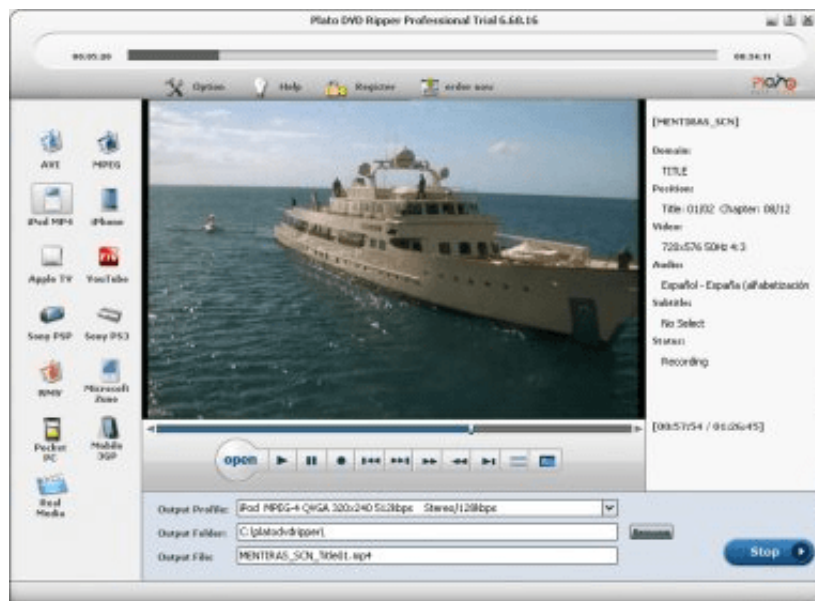 Plato DVD Ripper Professional Trial 6.68.16
00:05:20
00:34:11
Option Help Register order now
Plato
AVI MPEG
iPod MP4 iPhone
Apple TV YouTube
Sony PSP Sony PS3
WMV Microsoft Zune
Pocket PC Mobile 3GP
Real Media
[MENTIRAS_SCN]
Domain:
TITLE
Position:
Title: 01/02 Chapter: 08/12
Video:
720x576 50Hz 4:3
Audio:
Español - España (alfabetización
Subtitle:
No Select
Status:
Recording
[00:57:54 / 01:26:45]
open
Output Profile: iPod MPEG-4 QVGA 320x240 512kbps Stereo/128kbps
Output Folder: C:\platodvdripper\
Output File: MENTIRAS_SCN_Title01.mp4
Stop